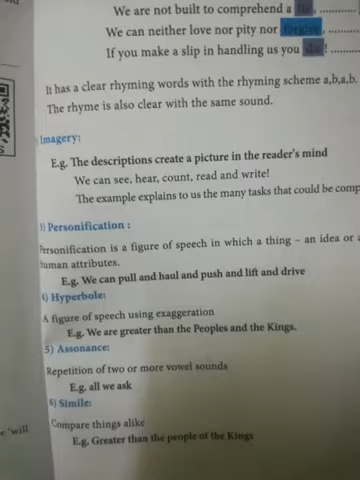 We are not built to comprehend a lie, ...........
We can neither love nor pity nor forgive, ...........
If you make a slip in handling us you die! ...........
It has a clear rhyming words with the rhyming scheme a,b,a,b.
The rhyme is also clear with the same sound.
Imagery:
E.g. The descriptions create a picture in the reader's mind
We can see, hear, count, read and write!
The example explains to us the many tasks that could be comp
3) Personification :
Personification is a figure of speech in which a thing – an idea or a
human attributes.
E.g. We can pull and haul and push and lift and drive
4) Hyperbole:
A figure of speech using exaggeration
E.g. We are greater than the Peoples and the Kings.
5) Assonance:
Repetition of two or more vowel sounds
E.g. all we ask
6) Simile:
Compare things alike
e 'will
E.g. Greater than the people of the Kings